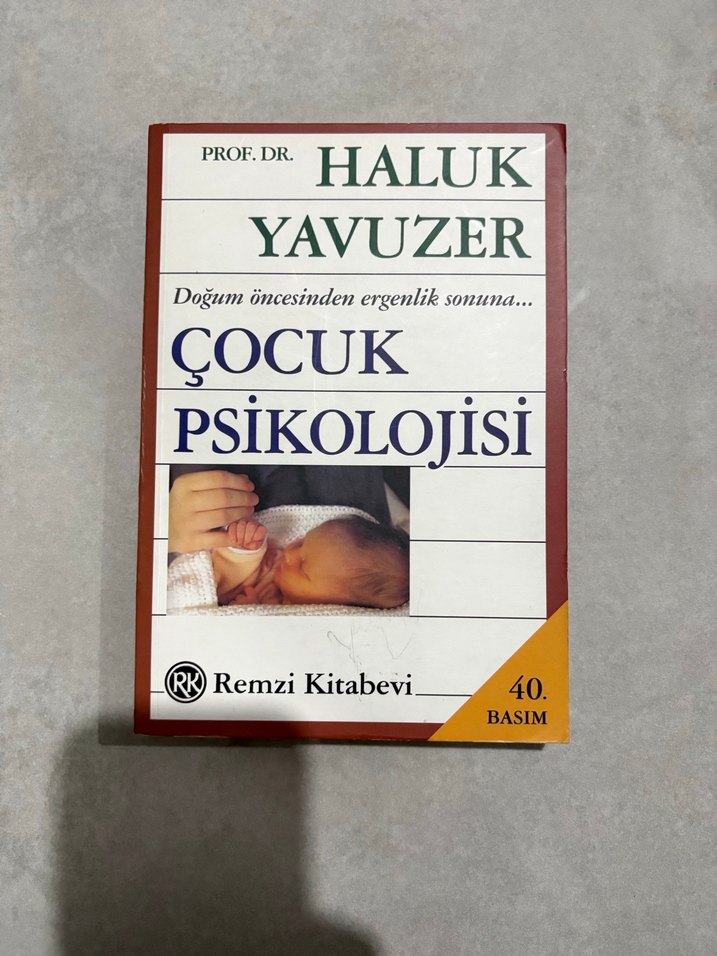 PROF. DR. HALUK
YAVUZER
Doğum öncesinden ergenlik sonuna...
ÇOCUK
PSİKOLOJİSİ
RK Remzi Kitabevi
40.
BASIM